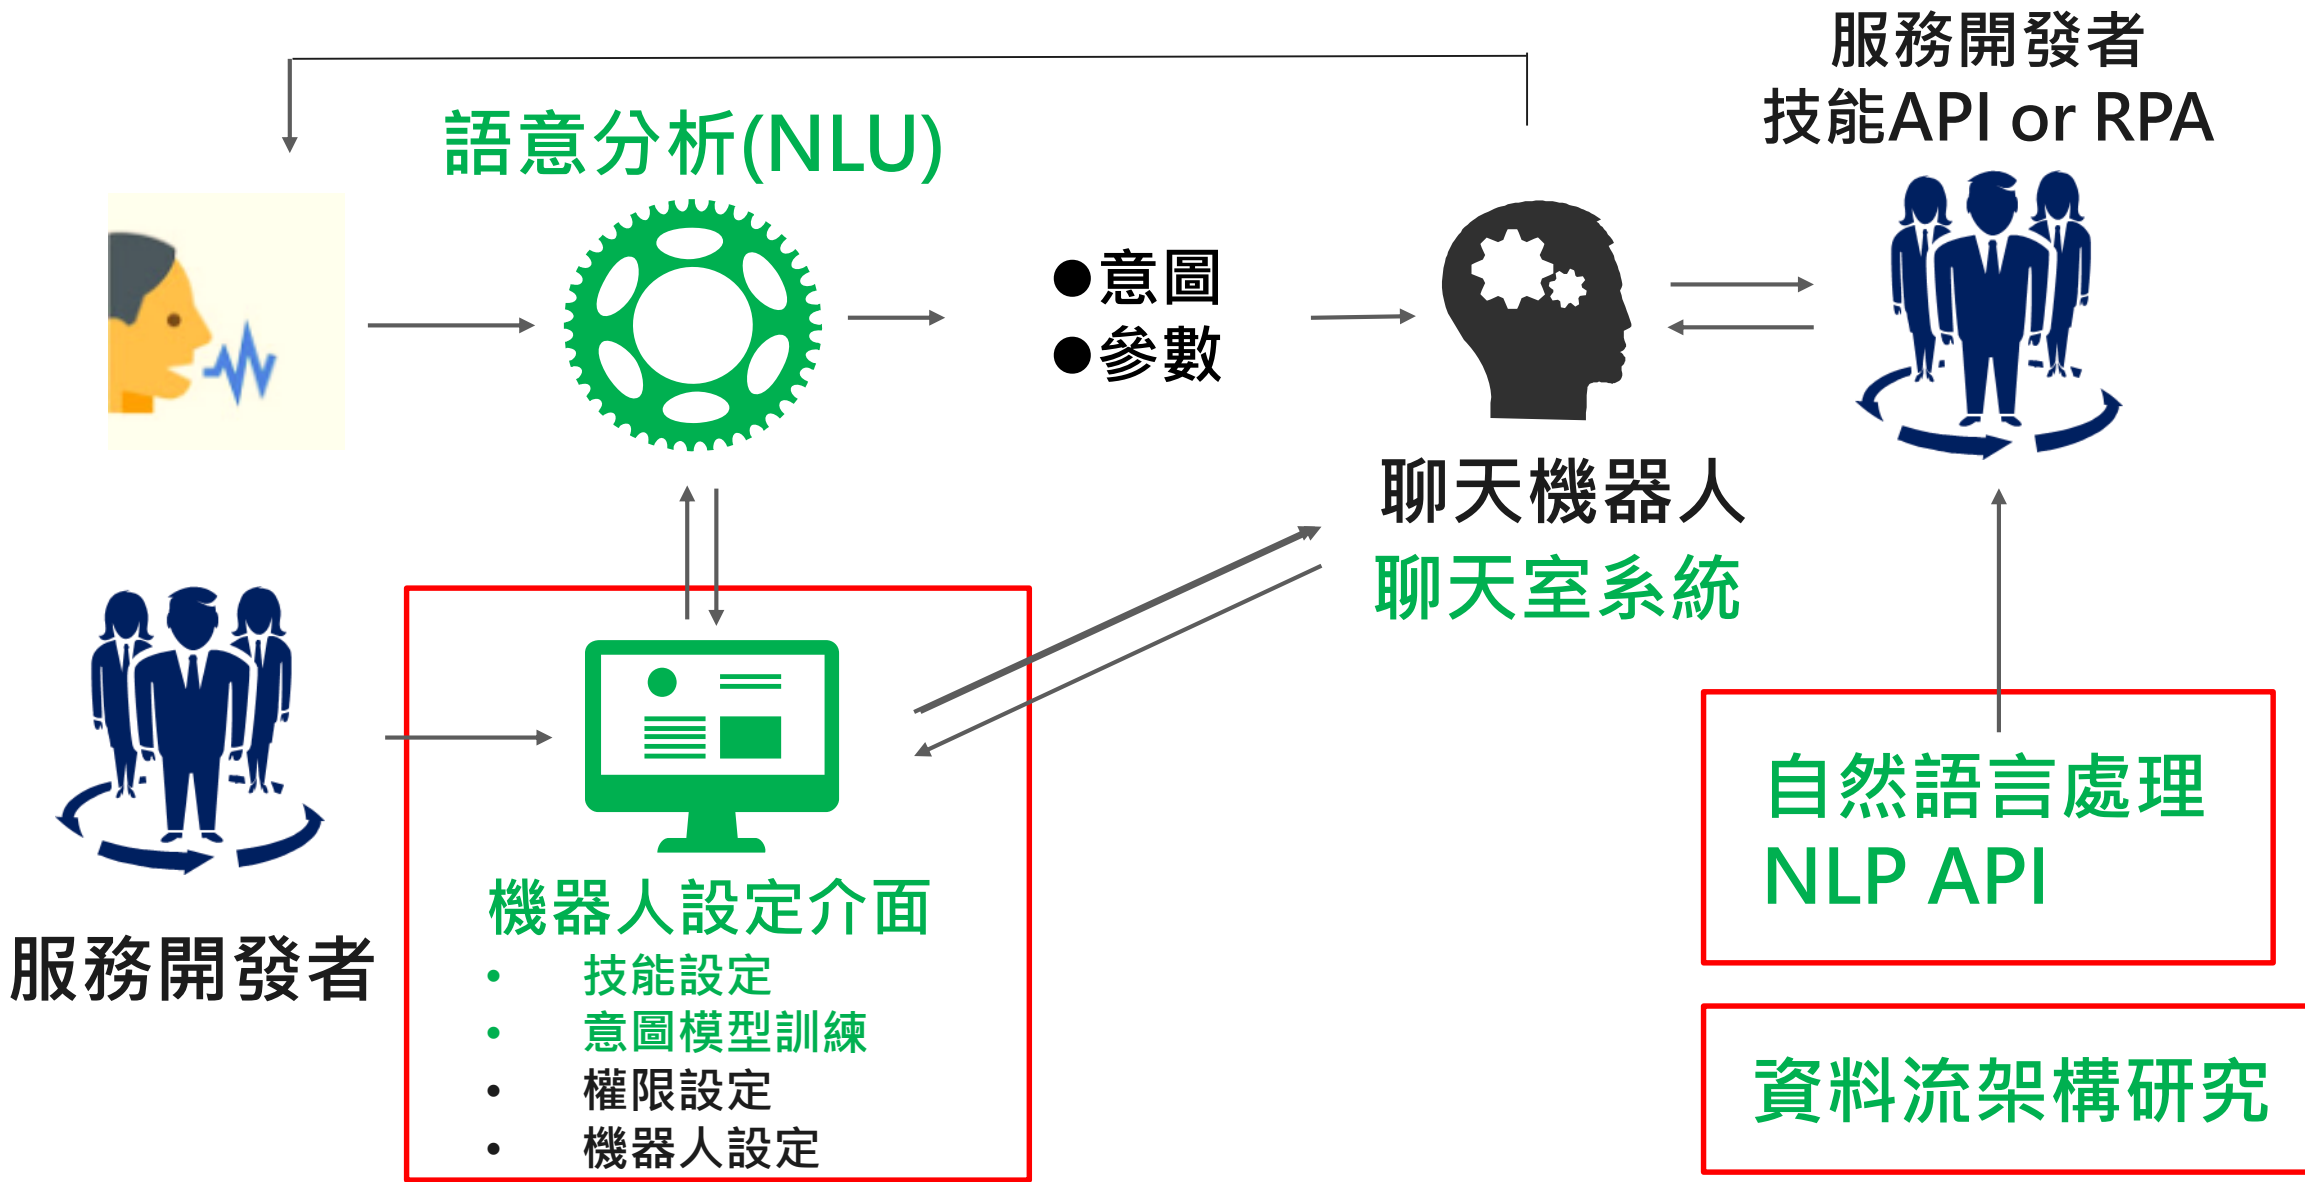 服務開發者
技能API or RPA
語意分析(NLU)
●意圖
●參數
聊天機器人
聊天室系統
服務開發者
機器人設定介面
• 技能設定
• 意圖模型訓練
• 權限設定
• 機器人設定
自然語言處理
NLP API
資料流架構研究